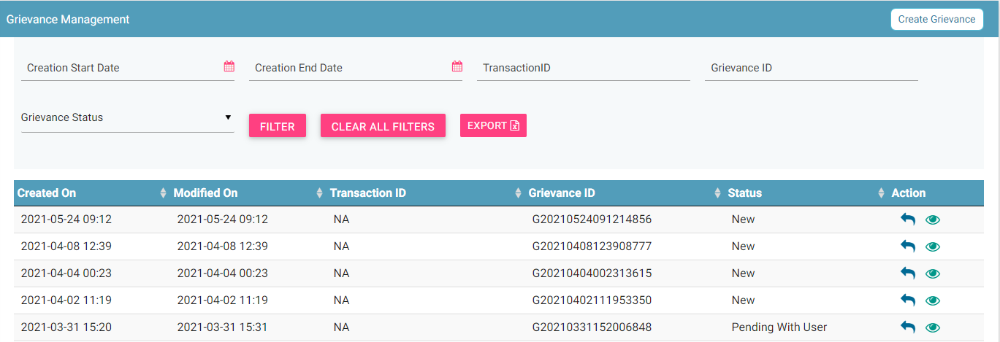 Grievance Management Create Grievance
Creation Start Date Creation End Date TransactionID Grievance ID
Grievance Status FILTER CLEAR ALL FILTERS EXPORT
Created On Modified On Transaction ID Grievance ID Status Action
2021-05-24 09:12 2021-05-24 09:12 NA G20210524091214856 New
2021-04-08 12:39 2021-04-08 12:39 NA G20210408123908777 New
2021-04-04 00:23 2021-04-04 00:23 NA G20210404002313615 New
2021-04-02 11:19 2021-04-02 11:19 NA G20210402111953350 New
2021-03-31 15:20 2021-03-31 15:31 NA G20210331152006848 Pending With User